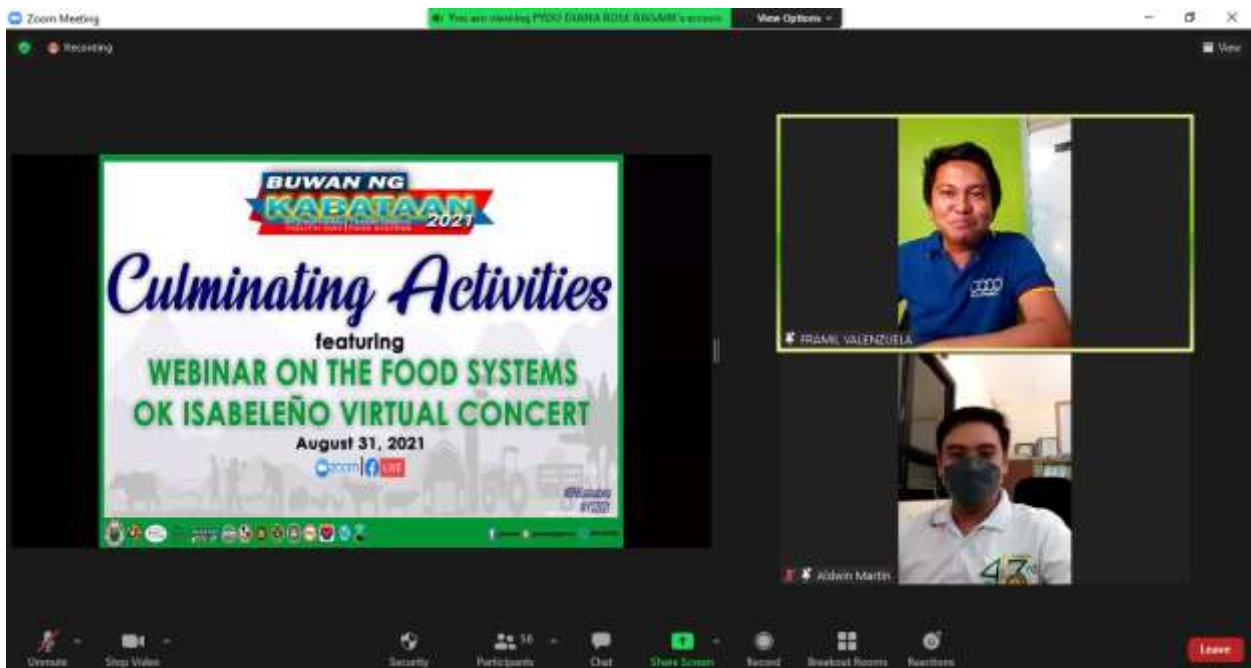 Zoom Meeting
You are viewing PYDO-DIANA ROSE screen
View Options
Recording
View
BUWAN NG
KABATAAN
2021
Culminating Activities
featuring
WEBINAR ON THE FOOD SYSTEMS
OK ISABELEÑO VIRTUAL CONCERT
August 31, 2021
zoom LIVE
FRAMIL VALENZUELA
43rd
Aldwin Martin
Unmute
Stop Video
Security
16
Participants
Chat
Share Screen
Record
Breakout Rooms
Reactions
Leave